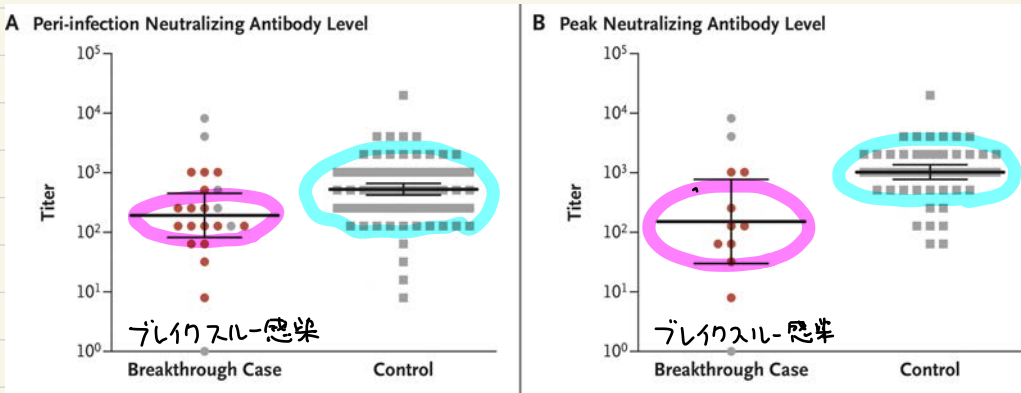 A Peri-infection Neutralizing Antibody Level
10⁵
10⁴
10³
10²
10¹
10⁰
Titer
ブレイクスルー感染
Breakthrough Case
Control
B Peak Neutralizing Antibody Level
10⁵
10⁴
10³
10²
10¹
10⁰
Titer
ブレイクスルー感染
Breakthrough Case
Control